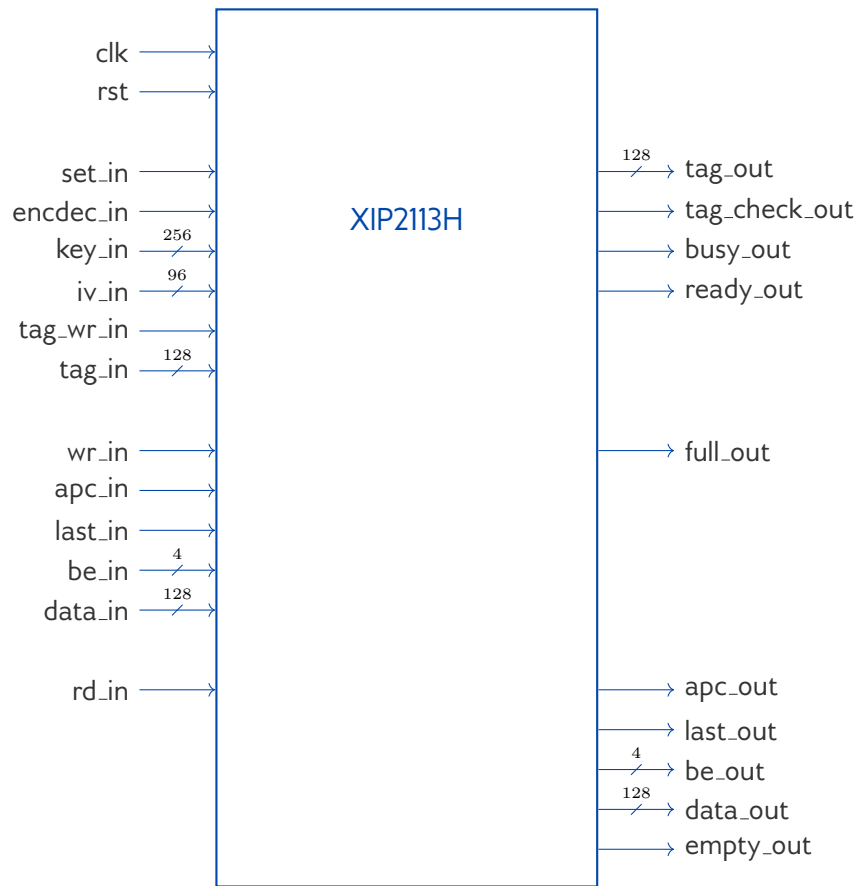 clk
rst
set_in
128
tag_out
encdec_in
XIP2113H
tag_check_out
key_in
256
busy_out
iv_in
96
ready_out
tag_wr_in
tag_in
128
wr_in
full_out
apc_in
last_in
be_in
4
data_in
128
rd_in
apc_out
last_out
4
be_out
128
data_out
empty_out